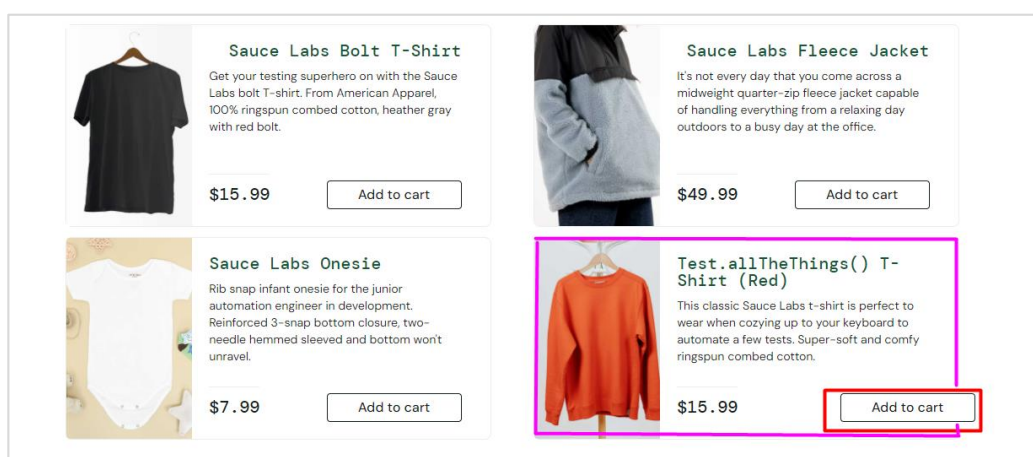 Sauce Labs Bolt T-Shirt
Get your testing superhero on with the Sauce
Labs bolt T-shirt. From American Apparel,
100% ringspun combed cotton, heather gray
with red bolt.
$15.99
Add to cart
Sauce Labs Fleece Jacket
It's not every day that you come across a
midweight quarter-zip fleece jacket capable
of handling everything from a relaxing day
outdoors to a busy day at the office.
$49.99
Add to cart
Sauce Labs Onesie
Rib snap infant onesie for the junior
automation engineer in development.
Reinforced 3-snap bottom closure, two-
needle hemmed sleeved and bottom won't
unravel.
$7.99
Add to cart
Test.allTheThings() T-
Shirt (Red)
This classic Sauce Labs t-shirt is perfect to
wear when cozying up to your keyboard to
automate a few tests. Super-soft and comfy
ringspun combed cotton.
$15.99
Add to cart